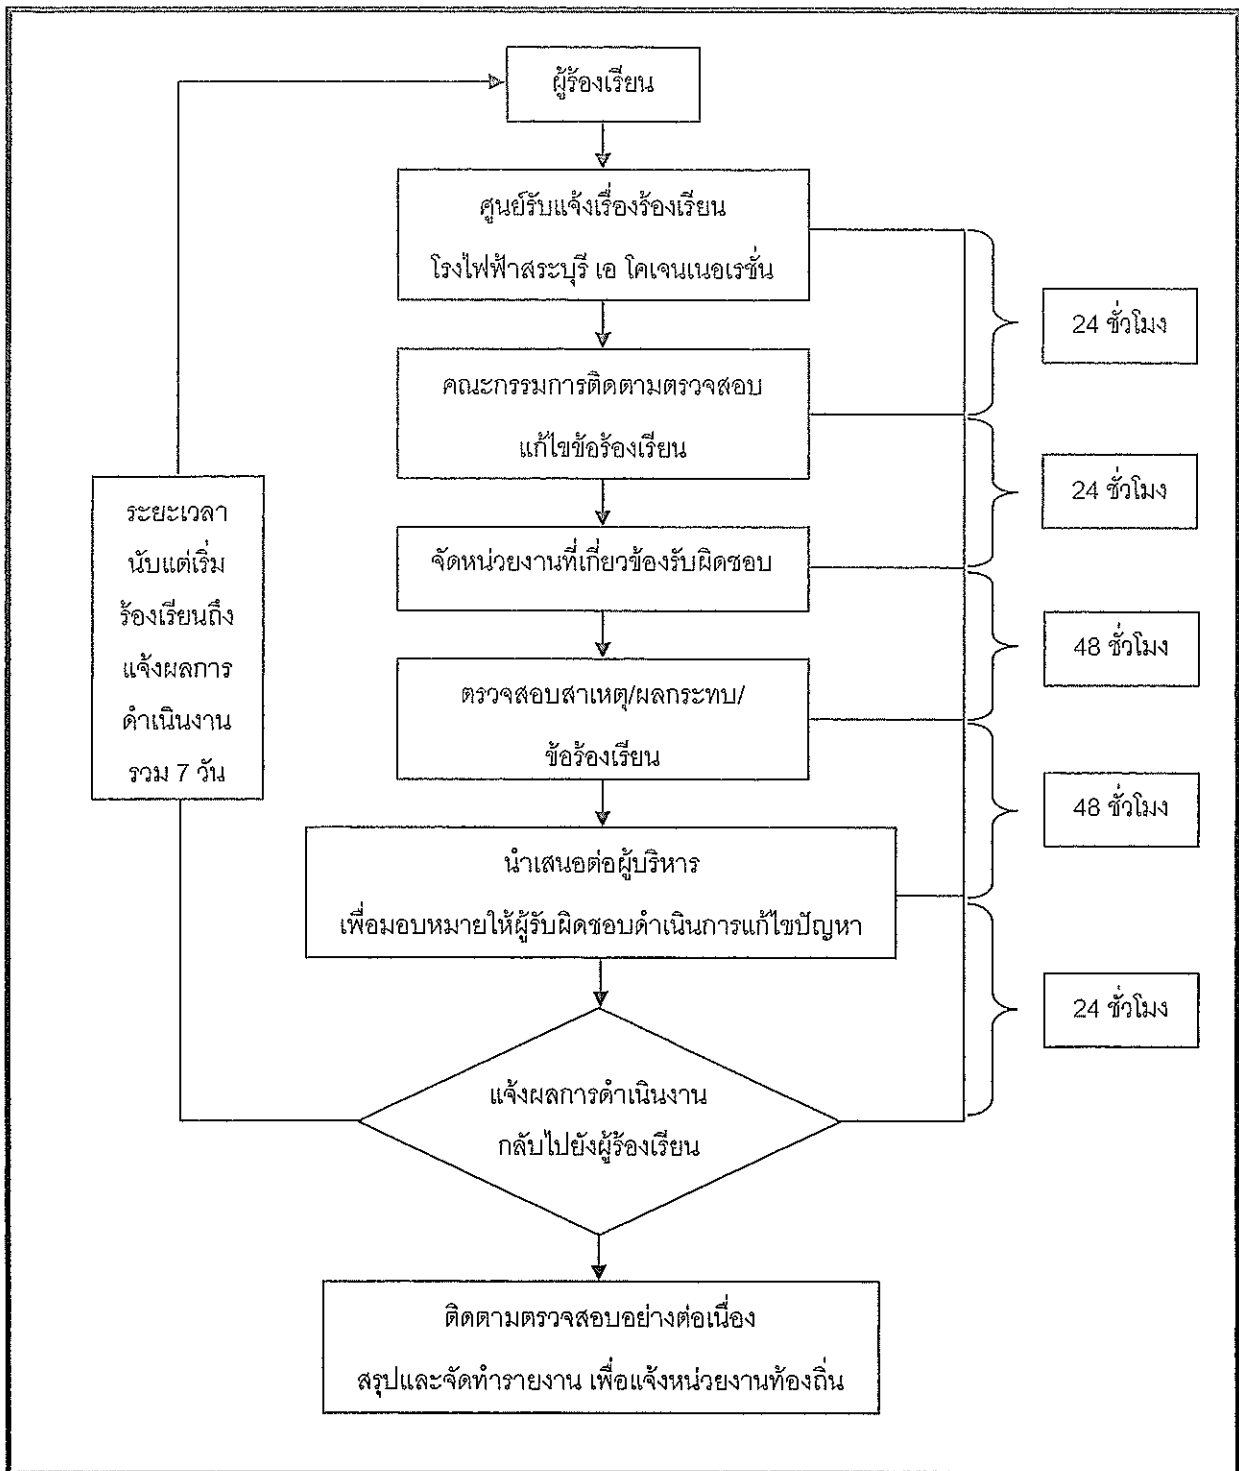 ผู้ร้องเรียน
ศูนย์รับแจ้งเรื่องร้องเรียน
โรงไฟฟ้าสระบุรี เอ โคเจนเนอเรชั่น
24 ชั่วโมง
คณะกรรมการติดตามตรวจสอบ
แก้ไขข้อร้องเรียน
24 ชั่วโมง
จัดหน่วยงานที่เกี่ยวข้องรับผิดชอบ
48 ชั่วโมง
ตรวจสอบสาเหตุ/ผลกระทบ/
ข้อร้องเรียน
48 ชั่วโมง
นำเสนอต่อผู้บริหาร
เพื่อมอบหมายให้ผู้รับผิดชอบดำเนินการแก้ไขปัญหา
24 ชั่วโมง
แจ้งผลการดำเนินงาน
กลับไปยังผู้ร้องเรียน
ระยะเวลา
นับแต่เริ่ม
ร้องเรียนถึง
แจ้งผลการ
ดำเนินงาน
รวม 7 วัน
ติดตามตรวจสอบอย่างต่อเนื่อง
สรุปและจัดทำรายงาน เพื่อแจ้งหน่วยงานท้องถิ่น